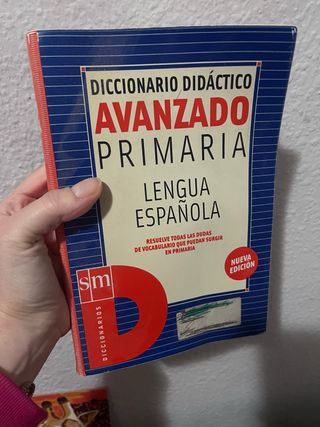 DICCIONARIO DIDÁCTICO
AVANZADO
PRIMARIA
LENGUA
ESPAÑOLA
RESUELVE TODAS LAS DUDAS
DE VOCABULARIO QUE PUEDAN SURGIR
EN PRIMARIA
NUEVA
EDICIÓN
sm
DICCIONARIOS
D